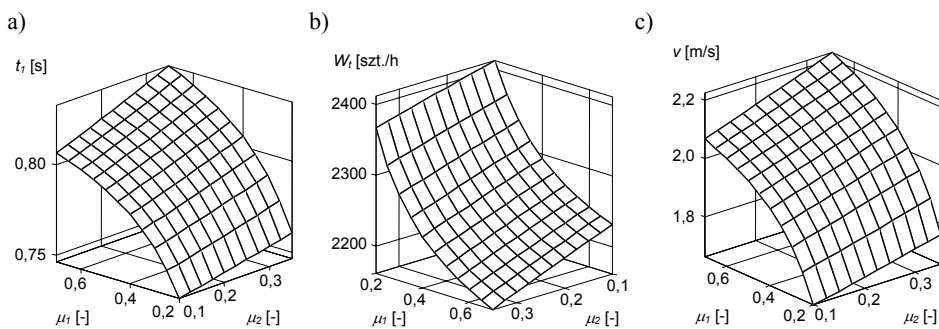 a)
t₁ [s]
0,80
0,75
0,6
0,4
0,2
0,1
0,2
0,3
μ₁ [-]
μ₂ [-]
b)
Wₜ [szt./h
2400
2300
2200
0,2
0,4
0,6
0,3
0,2
0,1
μ₁ [-]
μ₂ [-]
c)
v [m/s]
2,2
2,0
1,8
0,6
0,4
0,2
0,1
0,2
0,3
μ₁ [-]
μ₂ [-]